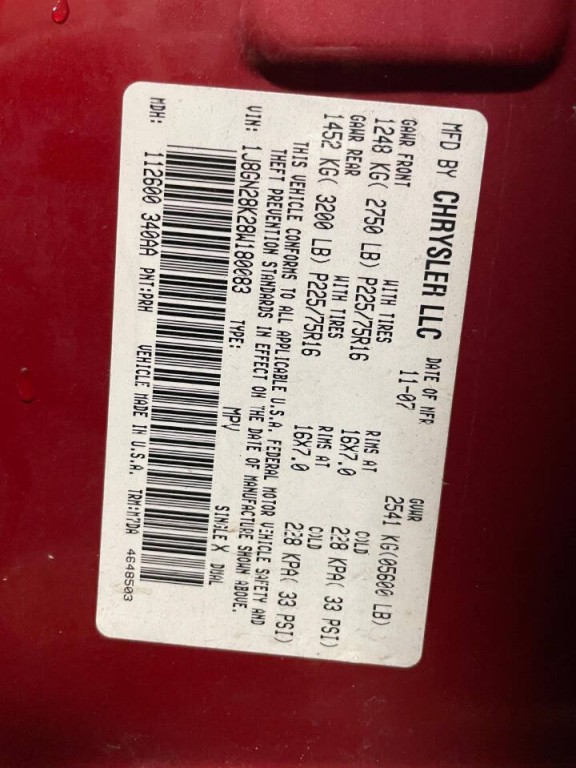 MFD BY CHRYSLER LLC DATE OF MFR 11-07 GVWR 2541 KG(05600 LB)
GAWR FRONT WITH TIRES RIMS AT COLD
1248 KG( 2750 LB) P225/75R16 16X7.0 228 KPA( 33 PSI)
GAWR REAR WITH TIRES RIMS AT COLD
1452 KG( 3200 LB) P225/75R16 16X7.0 228 KPA( 33 PSI)
THIS VEHICLE CONFORMS TO ALL APPLICABLE U.S.A. FEDERAL MOTOR VEHICLE SAFETY AND
THEFT PREVENTION STANDARDS IN EFFECT ON THE DATE OF MANUFACTURE SHOWN ABOVE.
VIN: 1J8GN28K28W180083 TYPE: MPV SINGLE X DUAL
MDH: 112600 340AA PNT:PRH VEHICLE MADE IN U.S.A. TRM:M7DA 4648503